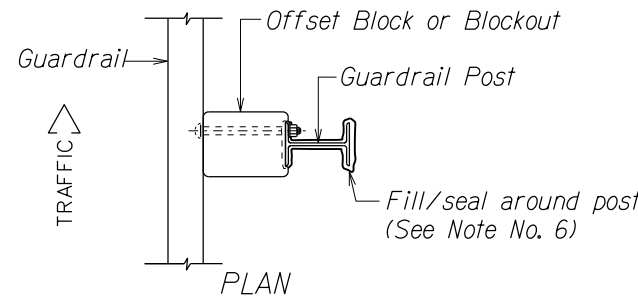 Offset Block or Blockout
Guardrail
Guardrail Post
TRAFFIC
Fill/seal around post
(See Note No. 6)
PLAN